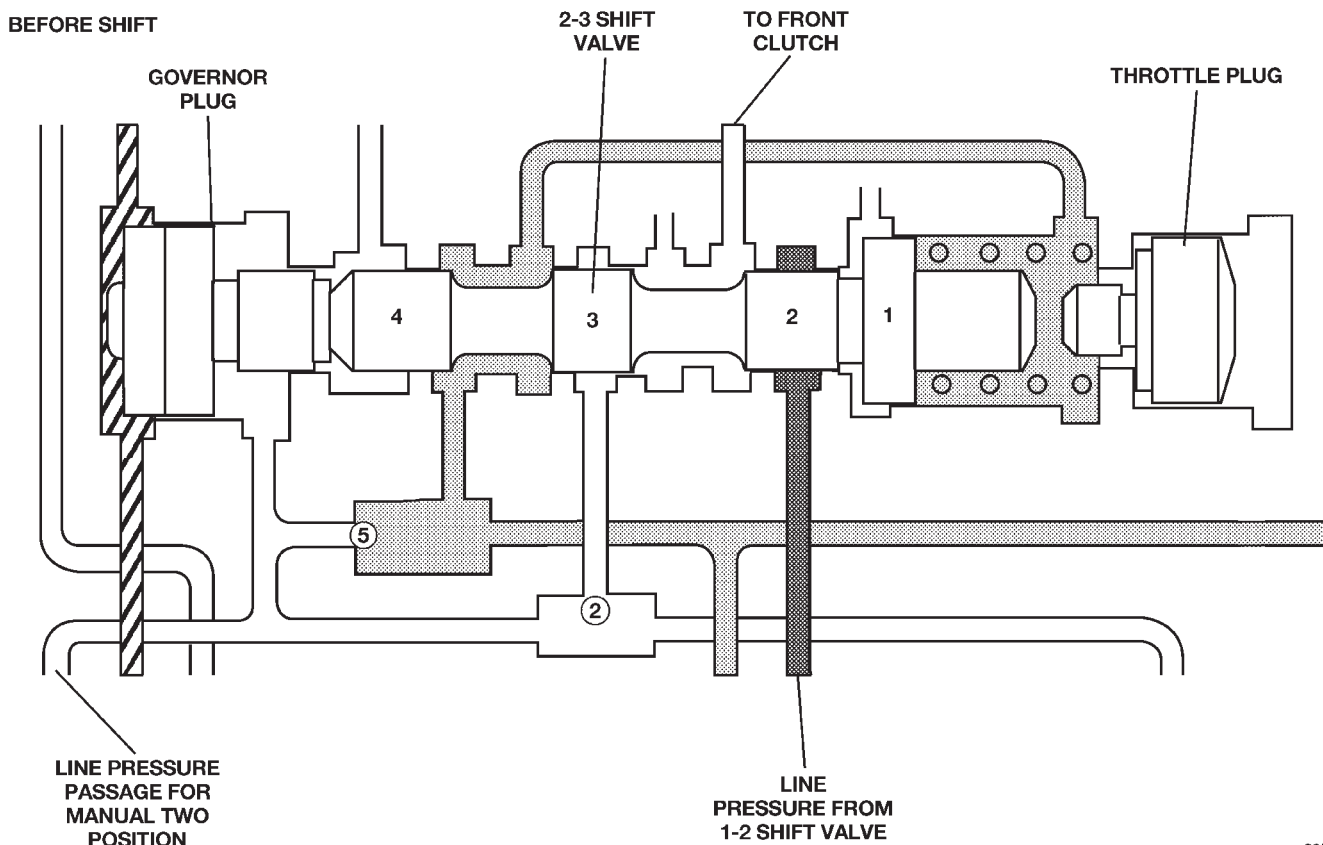 BEFORE SHIFT
2-3 SHIFT
VALVE
TO FRONT
CLUTCH
GOVERNOR
PLUG
THROTTLE PLUG
4
3
2
1
5
2
LINE PRESSURE
PASSAGE FOR
MANUAL TWO
POSITION
LINE
PRESSURE FROM
1-2 SHIFT VALVE